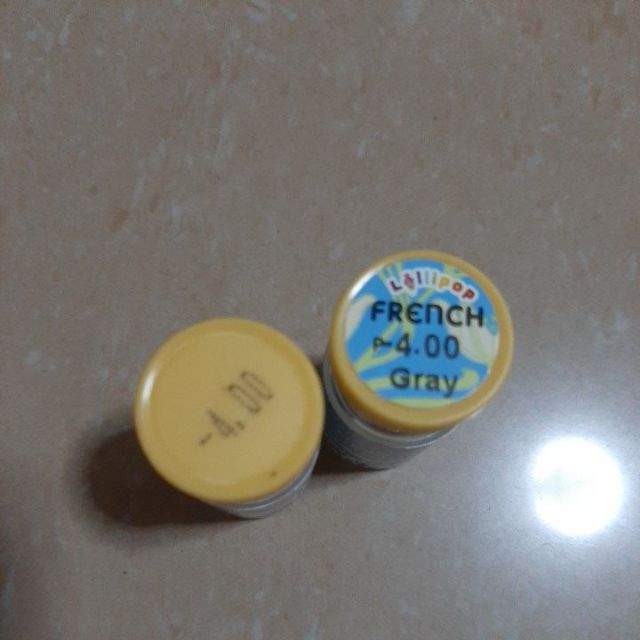 Lollipop
FRENCH
P-4.00
Gray
-4.00